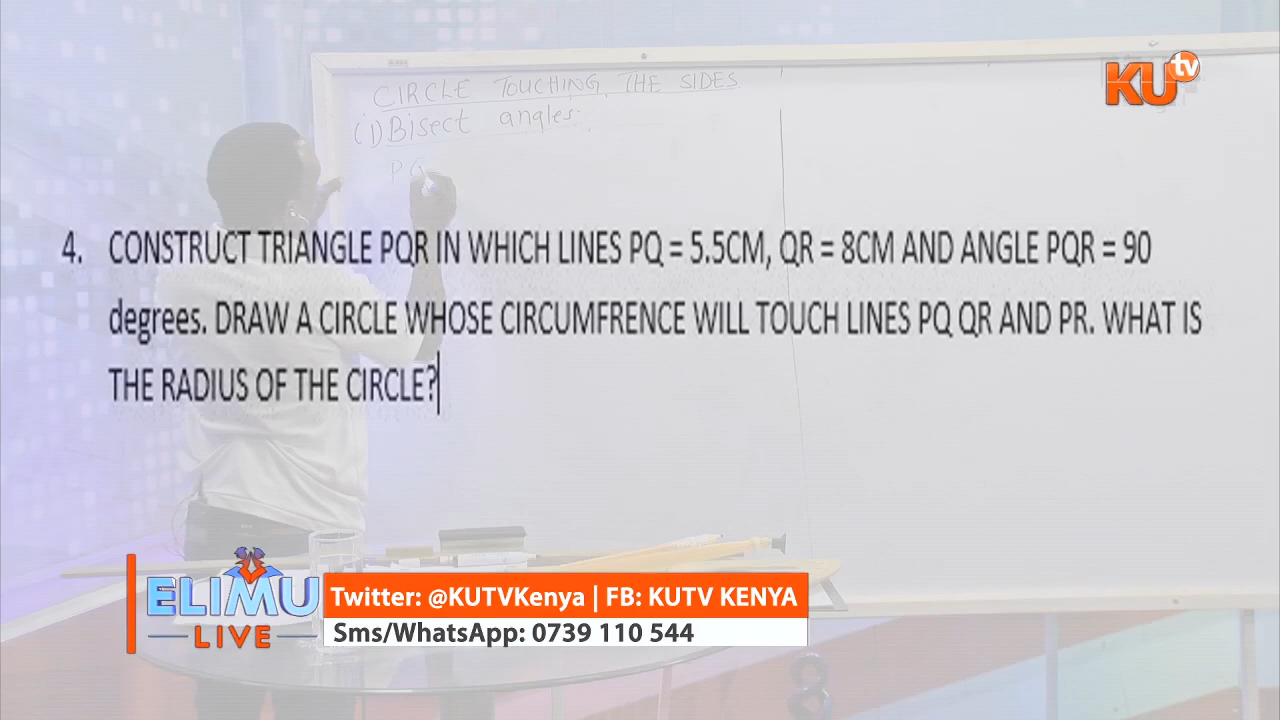 KU tv
CIRCLE TOUCHING THE SIDES
(i) Bisect angles:
PQ
4. CONSTRUCT TRIANGLE PQR IN WHICH LINES PQ = 5.5CM, QR = 8CM AND ANGLE PQR = 90
degrees. DRAW A CIRCLE WHOSE CIRCUMFRENCE WILL TOUCH LINES PQ QR AND PR. WHAT IS
THE RADIUS OF THE CIRCLE?
ELIMU
LIVE
Twitter: @KUTVKenya | FB: KUTV KENYA
Sms/WhatsApp: 0739 110 544